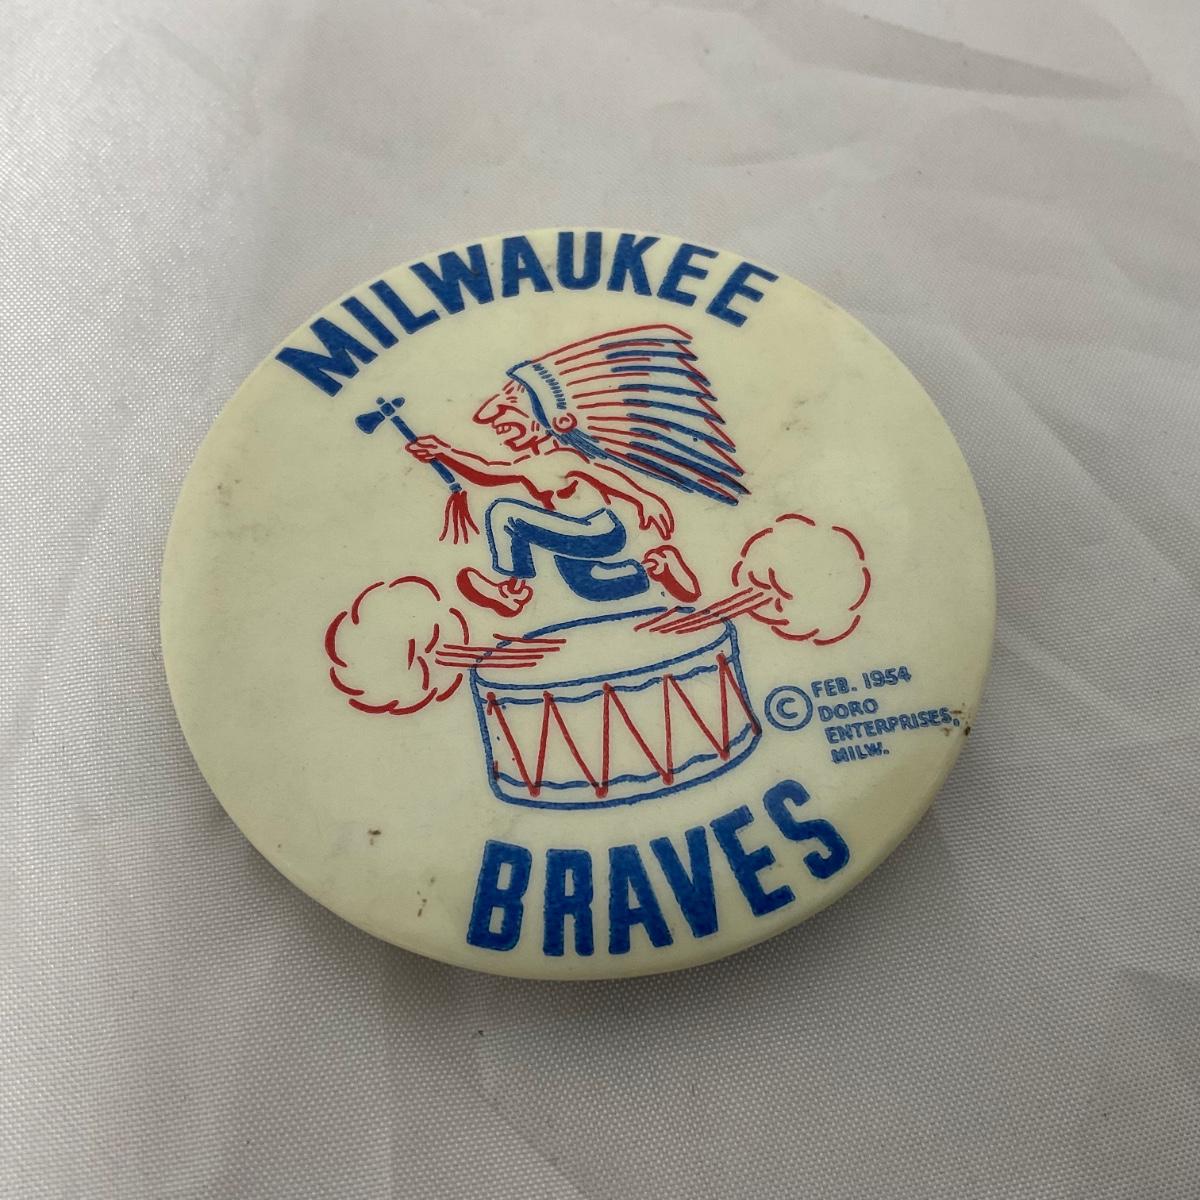 MILWAUKEE
© FEB. 1954
DORO
ENTERPRISES,
MILW.
BRAVES